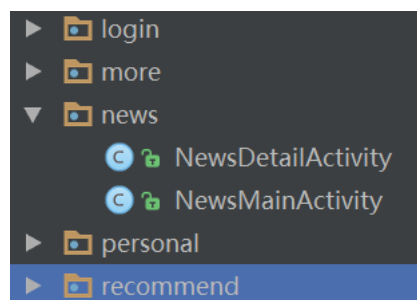 login
more
news
NewsDetailActivity
NewsMainActivity
personal
recommend